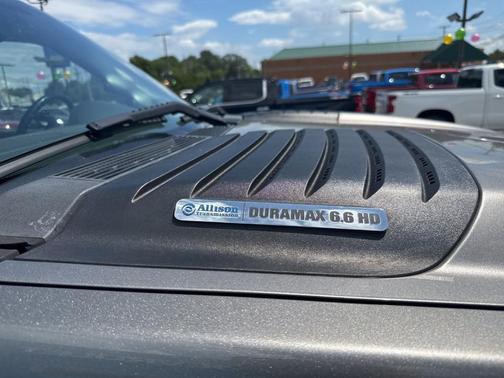 Allison DURAMAX 6.6 HD
Transmission